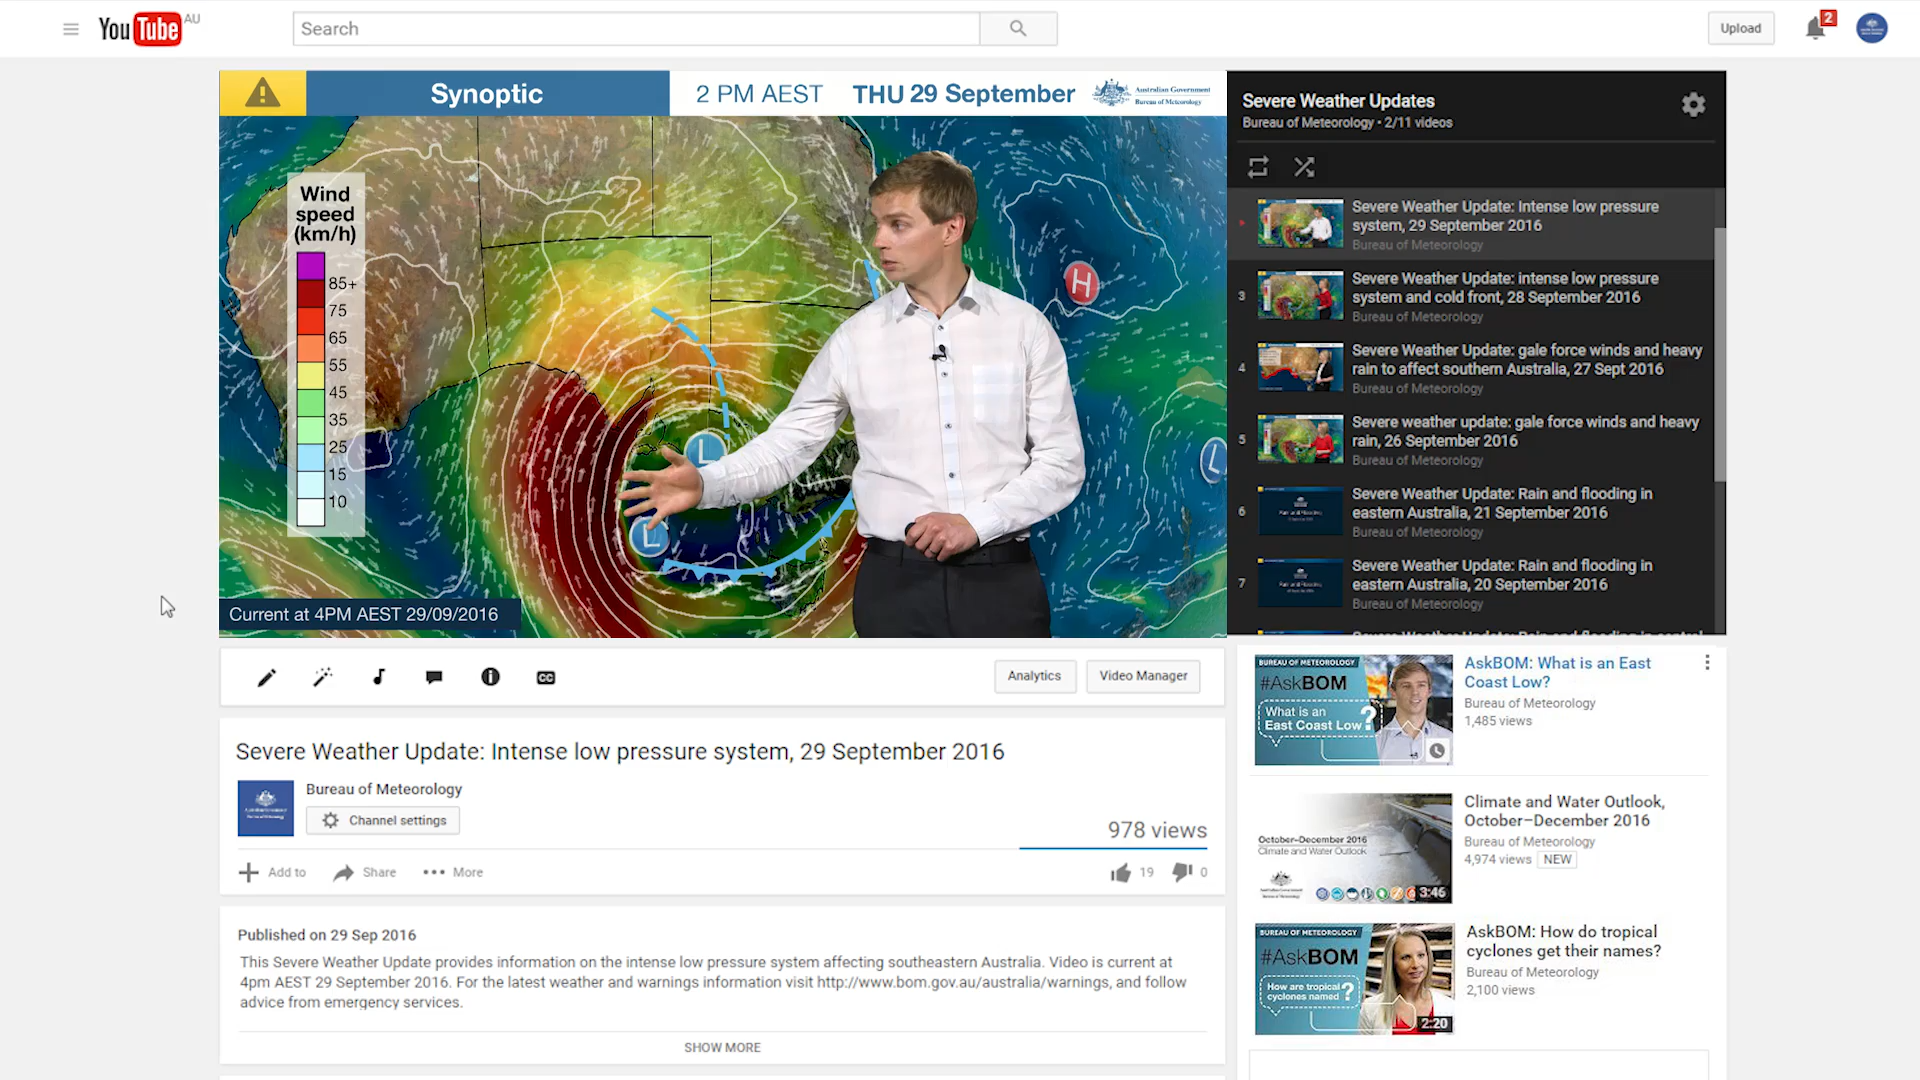 YouTube AU
Search
Upload
2
Synoptic
2 PM AEST THU 29 September
Australian Government
Bureau of Meteorology
Wind
speed
(km/h)
85+
75
65
55
45
35
25
15
10
H
L
L
L
Current at 4PM AEST 29/09/2016
Severe Weather Updates
Bureau of Meteorology • 2/11 videos
Severe Weather Update: Intense low pressure
system, 29 September 2016
Bureau of Meteorology
3
Severe Weather Update: intense low pressure
system and cold front, 28 September 2016
Bureau of Meteorology
4
Severe Weather Update: gale force winds and heavy
rain to affect southern Australia, 27 Sept 2016
Bureau of Meteorology
5
Severe weather update: gale force winds and heavy
rain, 26 September 2016
Bureau of Meteorology
6
Severe Weather Update: Rain and flooding in
eastern Australia, 21 September 2016
Bureau of Meteorology
7
Severe Weather Update: Rain and flooding in
eastern Australia, 20 September 2016
Bureau of Meteorology
CC
Analytics
Video Manager
Severe Weather Update: Intense low pressure system, 29 September 2016
Bureau of Meteorology
Channel settings
978 views
Add to
Share
More
19
0
Published on 29 Sep 2016
This Severe Weather Update provides information on the intense low pressure system affecting southeastern Australia. Video is current at
4pm AEST 29 September 2016. For the latest weather and warnings information visit http://www.bom.gov.au/australia/warnings, and follow
advice from emergency services.
SHOW MORE
BUREAU OF METEOROLOGY
#AskBOM
What is an
East Coast Low?
AskBOM: What is an East
Coast Low?
Bureau of Meteorology
1,485 views
October–December 2016
Climate and Water Outlook
3:46
Climate and Water Outlook,
October–December 2016
Bureau of Meteorology
4,974 views NEW
BUREAU OF METEOROLOGY
#AskBOM
How are tropical
cyclones named?
2:20
AskBOM: How do tropical
cyclones get their names?
Bureau of Meteorology
2,100 views